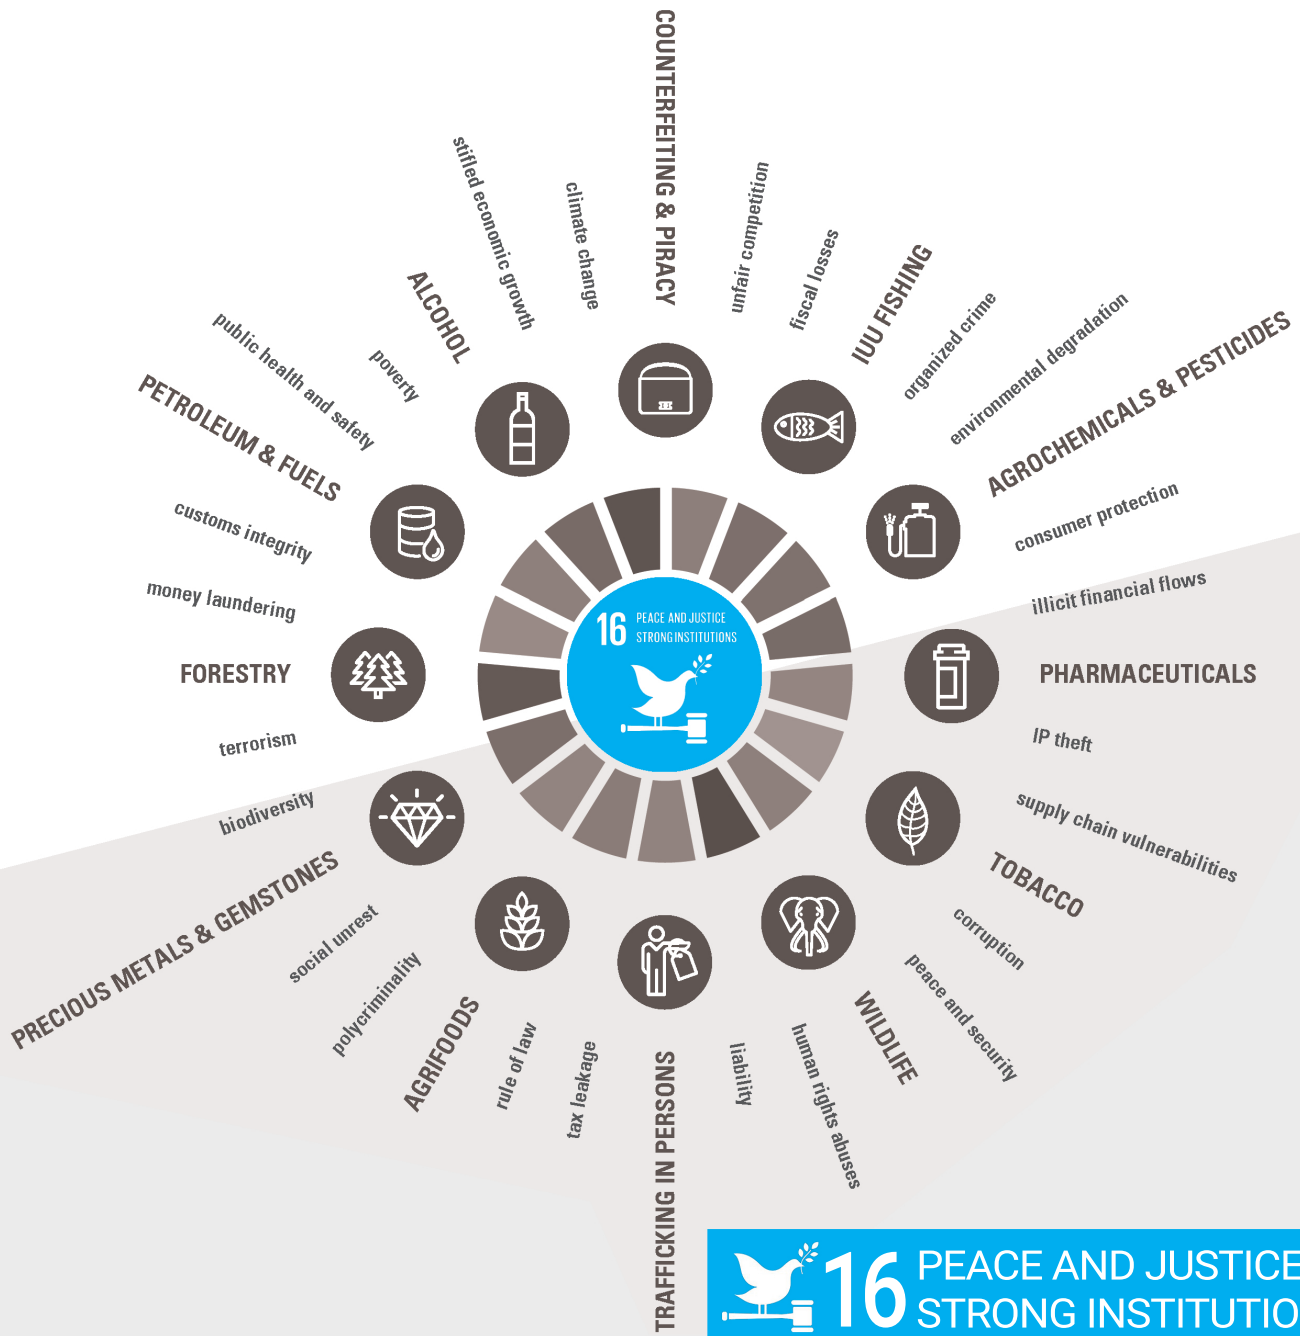 COUNTERFEITING & PIRACY
unfair competition
fiscal losses
IUU FISHING
organized crime
environmental degradation
AGROCHEMICALS & PESTICIDES
consumer protection
illicit financial flows
PHARMACEUTICALS
IP theft
supply chain vulnerabilities
TOBACCO
corruption
peace and security
WILDLIFE
human rights abuses
liability
TRAFFICKING IN PERSONS
tax leakage
rule of law
AGRIFOODS
polycriminality
social unrest
PRECIOUS METALS & GEMSTONES
biodiversity
terrorism
FORESTRY
money laundering
customs integrity
PETROLEUM & FUELS
public health and safety
poverty
ALCOHOL
stifled economic growth
climate change
16 PEACE AND JUSTICE
STRONG INSTITUTIONS
16 PEACE AND JUSTICE
STRONG INSTITUTIO